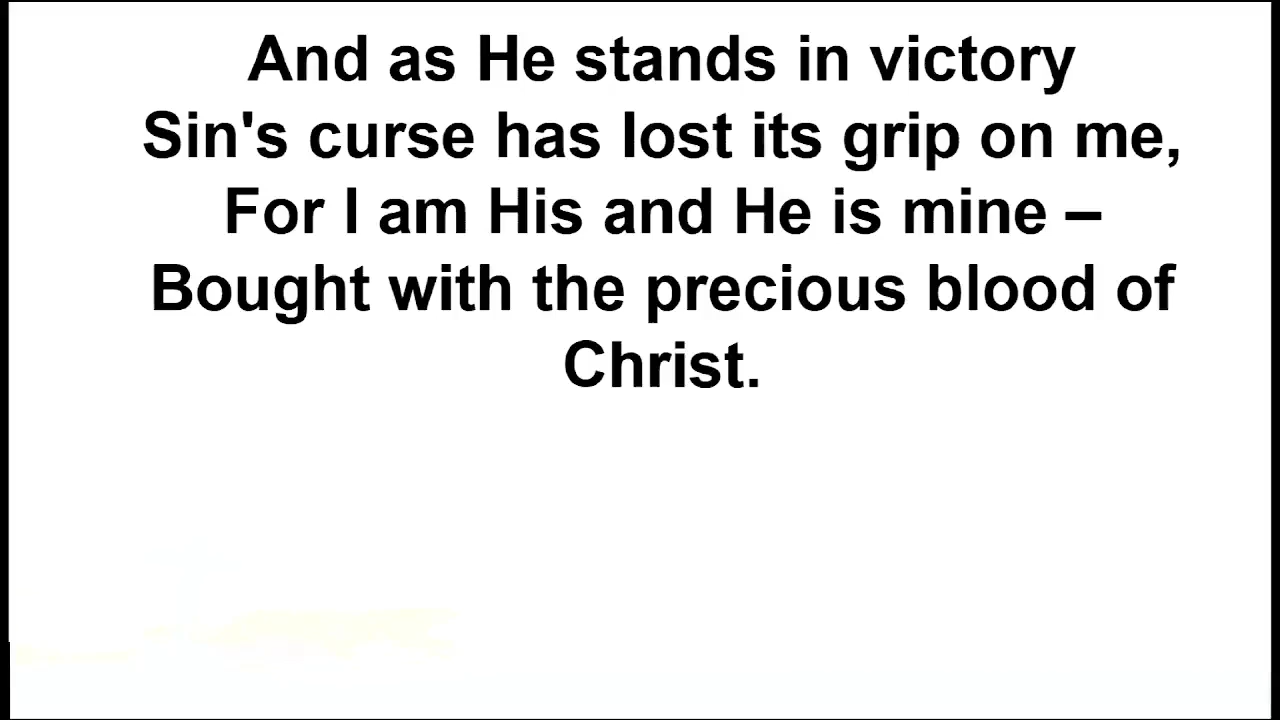 And as He stands in victory
Sin's curse has lost its grip on me,
For I am His and He is mine –
Bought with the precious blood of
Christ.